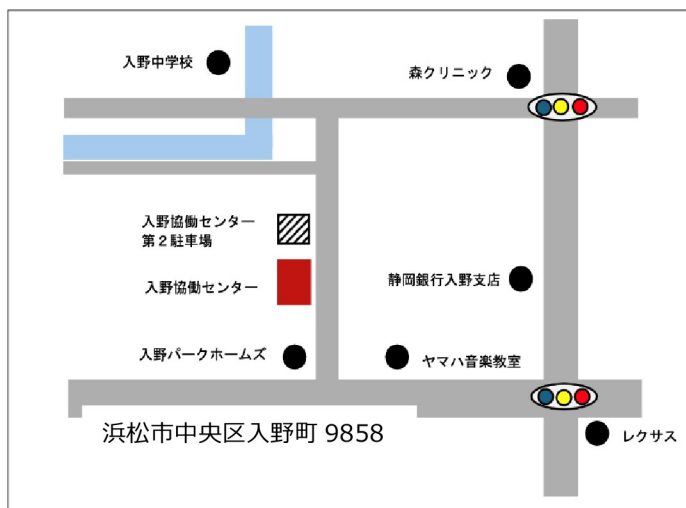 入野中学校
森クリニック
入野協働センター
第2駐車場
入野協働センター
静岡銀行入野支店
入野パークホームズ
ヤマハ音楽教室
浜松市中央区入野町 9858
レクサス